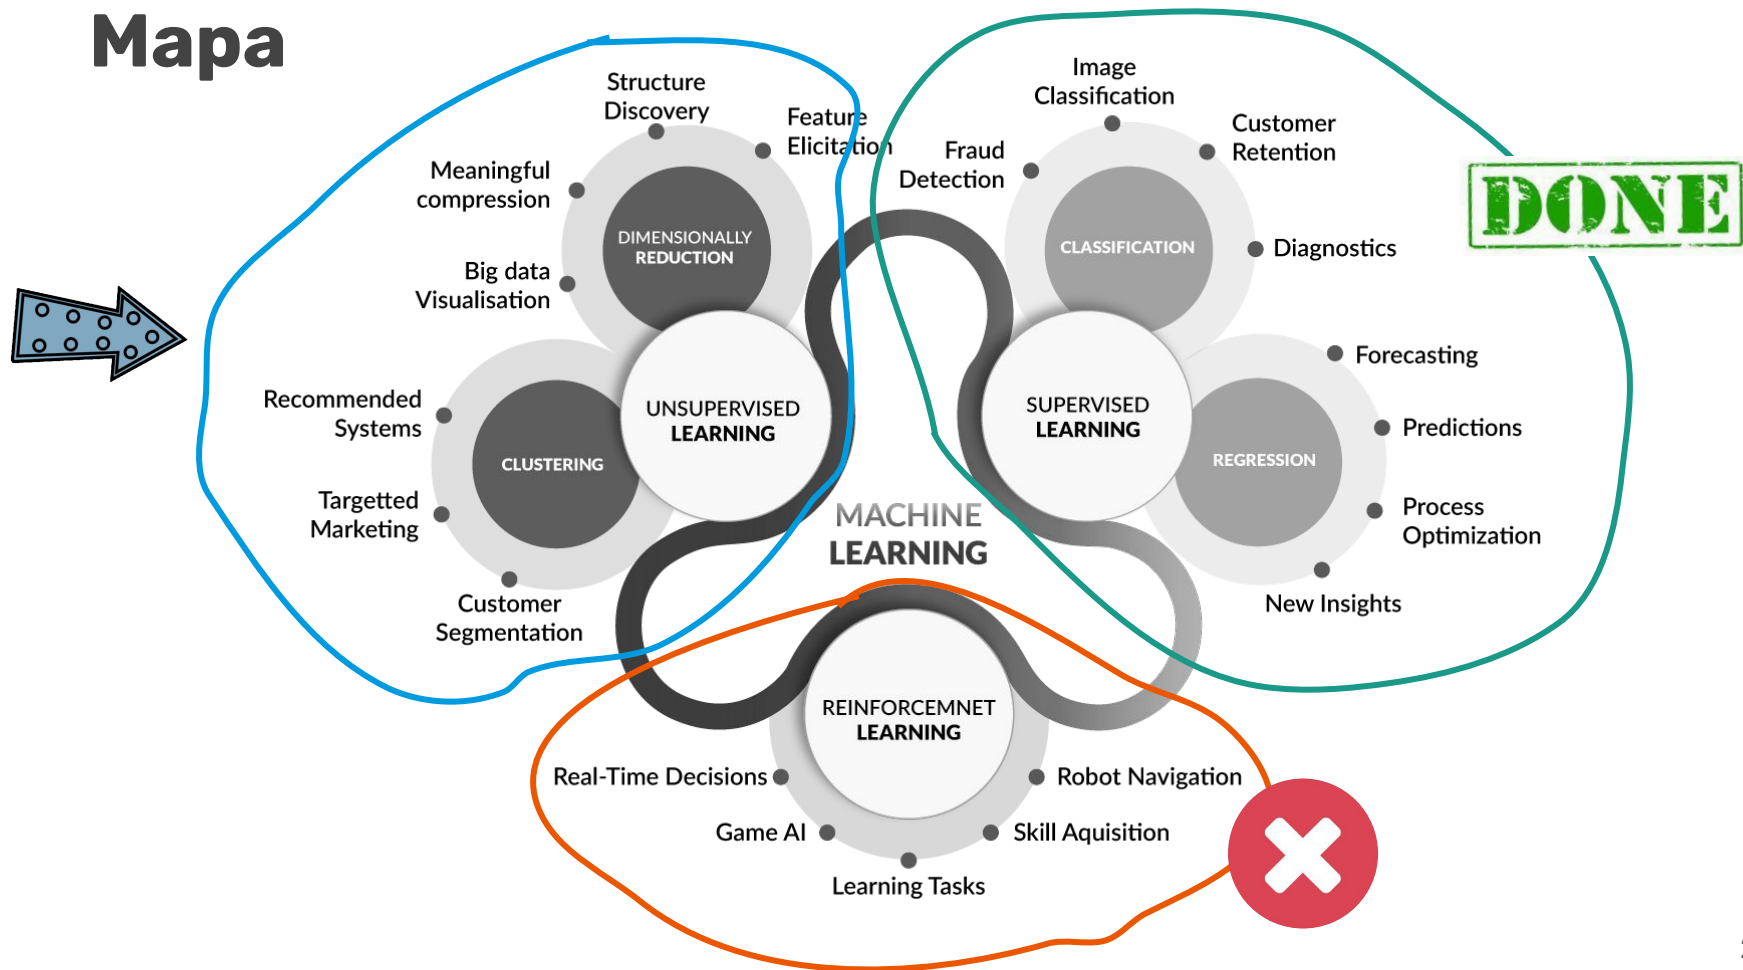 Mapa
Structure
Discovery
Feature
Elicitation
Meaningful
compression
DIMENSIONALLY
REDUCTION
Big data
Visualisation
Recommended
Systems
CLUSTERING
Targetted
Marketing
Customer
Segmentation
UNSUPERVISED
LEARNING
Image
Classification
Customer
Retention
Fraud
Detection
CLASSIFICATION
Diagnostics
DONE
SUPERVISED
LEARNING
Forecasting
Predictions
REGRESSION
Process
Optimization
New Insights
MACHINE
LEARNING
REINFORCEMNET
LEARNING
Real-Time Decisions
Robot Navigation
Game AI
Skill Aquisition
Learning Tasks